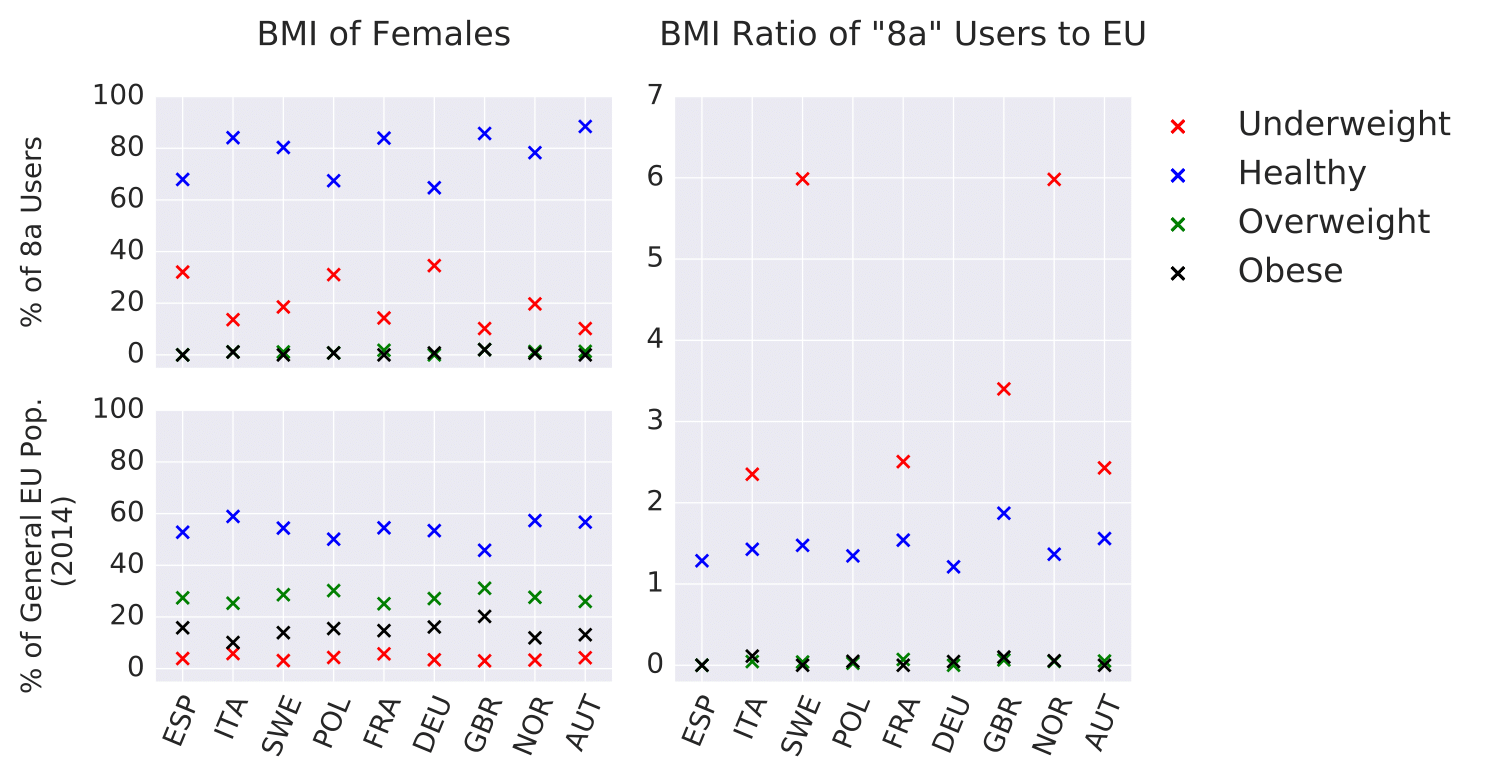 BMI of Females
BMI Ratio of "8a" Users to EU
% of 8a Users
100
80
60
40
20
0
% of General EU Pop.
(2014)
100
80
60
40
20
0
ESP
ITA
SWE
POL
FRA
DEU
GBR
NOR
AUT
7
6
5
4
3
2
1
0
ESP
ITA
SWE
POL
FRA
DEU
GBR
NOR
AUT
Underweight
Healthy
Overweight
Obese